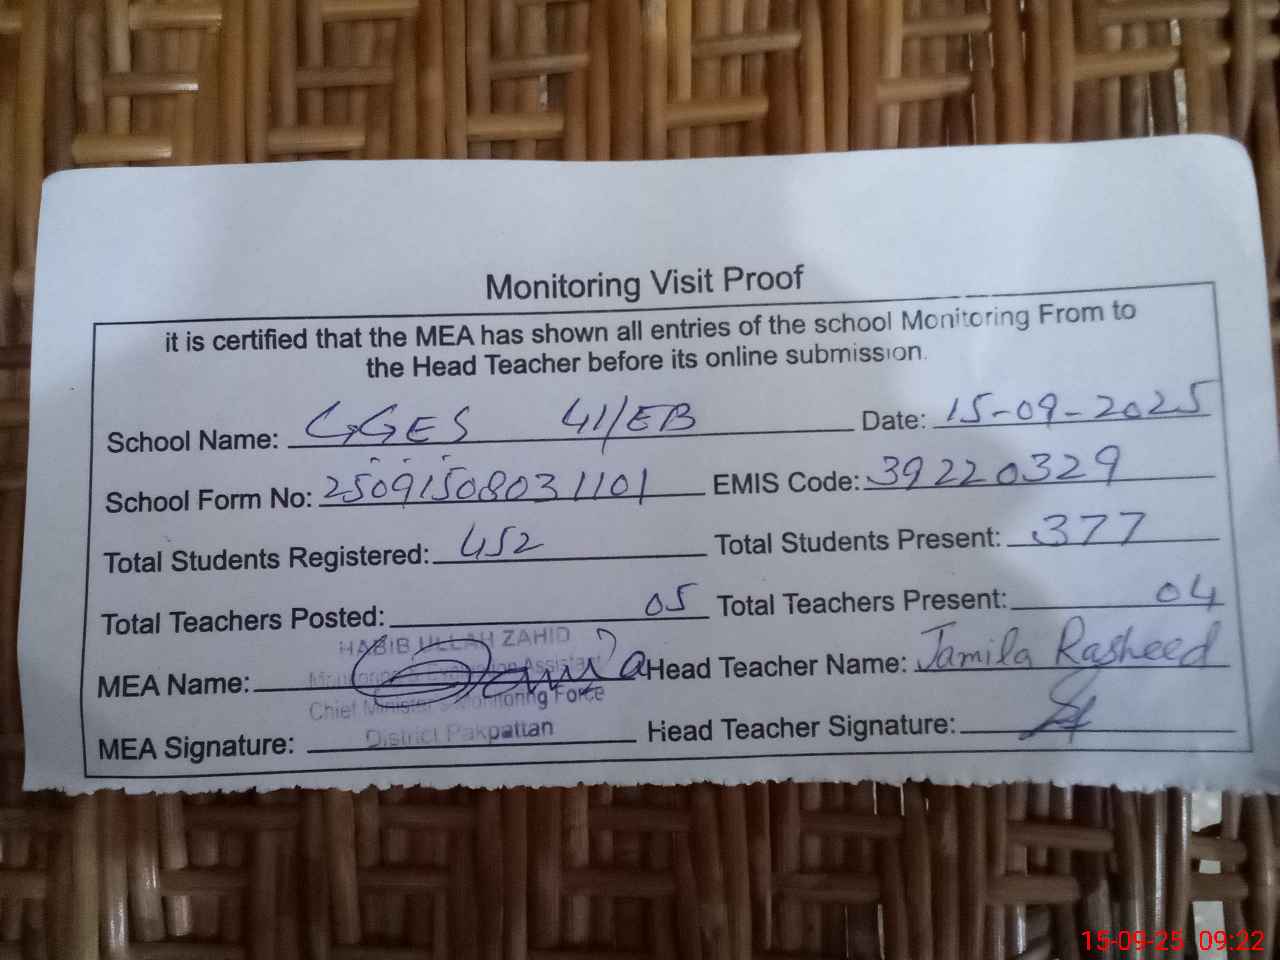 Monitoring Visit Proof
it is certified that the MEA has shown all entries of the school Monitoring From to
the Head Teacher before its online submission.
School Name: GGES 41/EB Date: 15-09-2025
School Form No: 25091508031101 EMIS Code: 39220329
Total Students Registered: 452 Total Students Present: 377
Total Teachers Posted: 05 Total Teachers Present: 04
HABIB ULLAH ZAHID
Monitoring & Evaluation Assistant
MEA Name: Head Teacher Name: Jamila Rasheed
Chief Minister's Monitoring Force
MEA Signature: Head Teacher Signature:
District Pakpattan
15-09-25 09:22